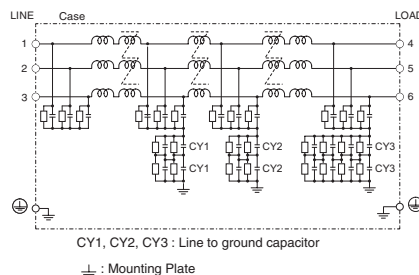 LINE Case LOAD
1 4
2 5
3 6
CY1 CY2 CY3
CY1 CY2 CY3
CY1, CY2, CY3 : Line to ground capacitor
: Mounting Plate